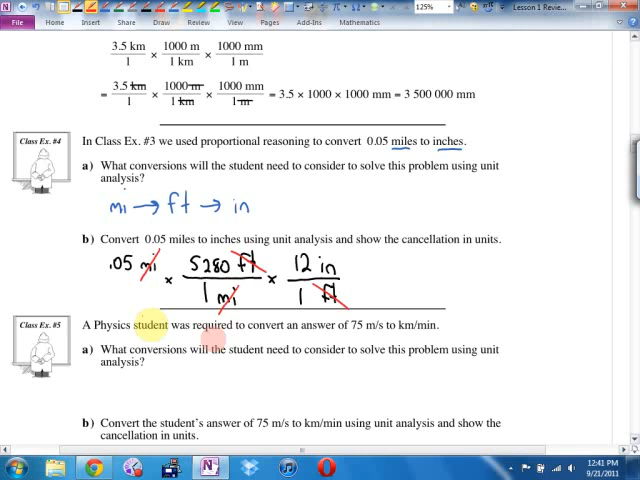 125%
Lesson 1 Review...
File Home Insert Share Draw Review View Pages Add-Ins Mathematics
3.5 km/1 × 1000 m/1 km × 1000 mm/1 m
= 3.5 km/1 × 1000 m/1 km × 1000 mm/1 m = 3.5 × 1000 × 1000 mm = 3 500 000 mm
Class Ex. #4
In Class Ex. #3 we used proportional reasoning to convert 0.05 miles to inches.
a) What conversions will the student need to consider to solve this problem using unit
analysis?
mi → ft → in
b) Convert 0.05 miles to inches using unit analysis and show the cancellation in units.
.05 mi × 5280 ft/1 mi × 12 in/1 ft
Class Ex. #5
A Physics student was required to convert an answer of 75 m/s to km/min.
a) What conversions will the student need to consider to solve this problem using unit
analysis?
b) Convert the student's answer of 75 m/s to km/min using unit analysis and show the
cancellation in units.
12:41 PM
9/21/2011